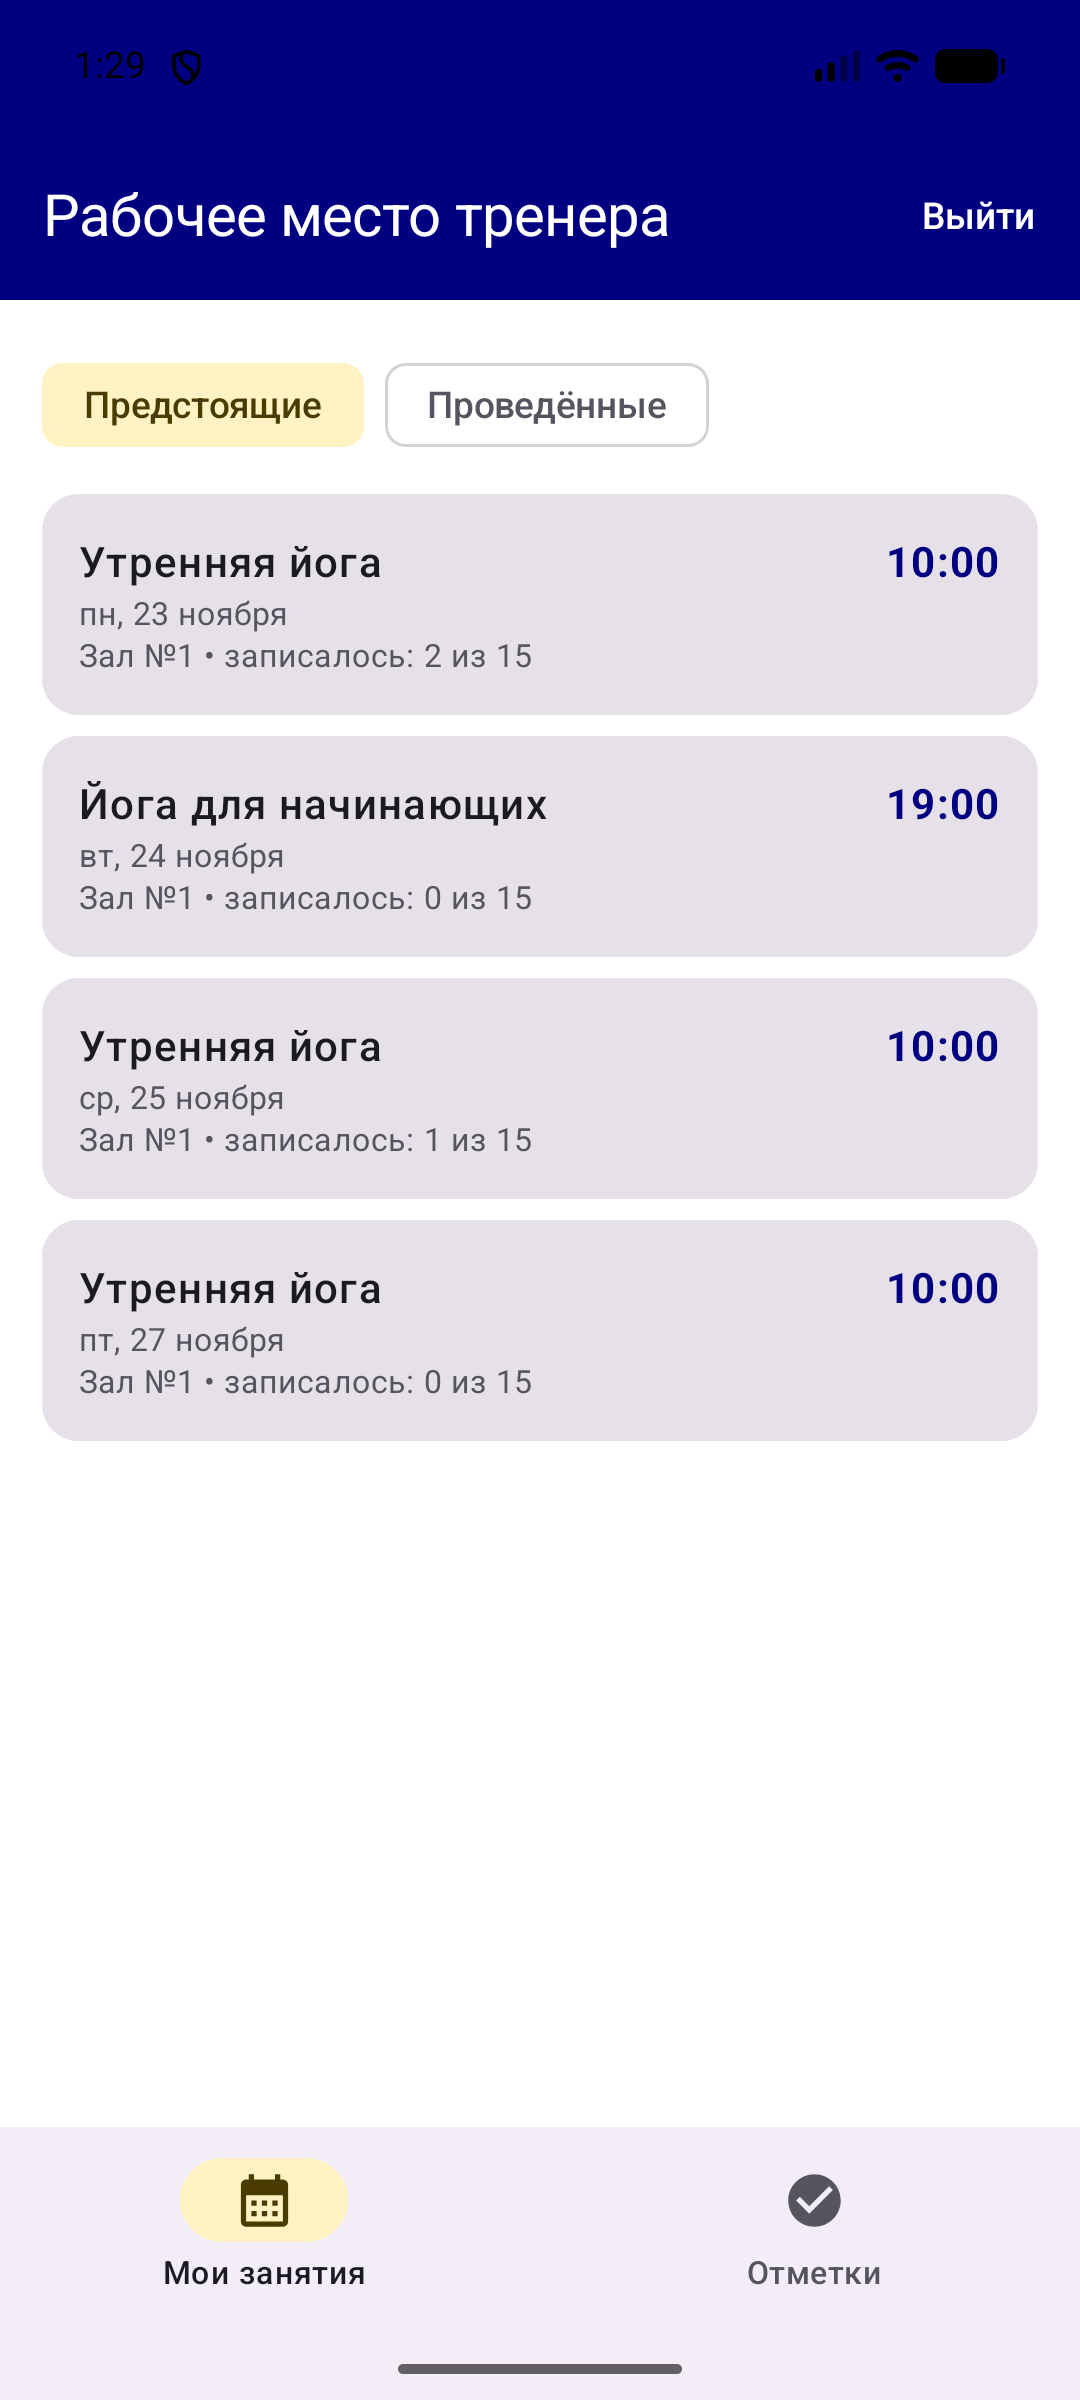 1:29
Рабочее место тренера
Выйти
Предстоящие
Проведённые
Утренняя йога
10:00
пн, 23 ноября
Зал №1 • записалось: 2 из 15
Йога для начинающих
19:00
вт, 24 ноября
Зал №1 • записалось: 0 из 15
Утренняя йога
10:00
ср, 25 ноября
Зал №1 • записалось: 1 из 15
Утренняя йога
10:00
пт, 27 ноября
Зал №1 • записалось: 0 из 15
Мои занятия
Отметки